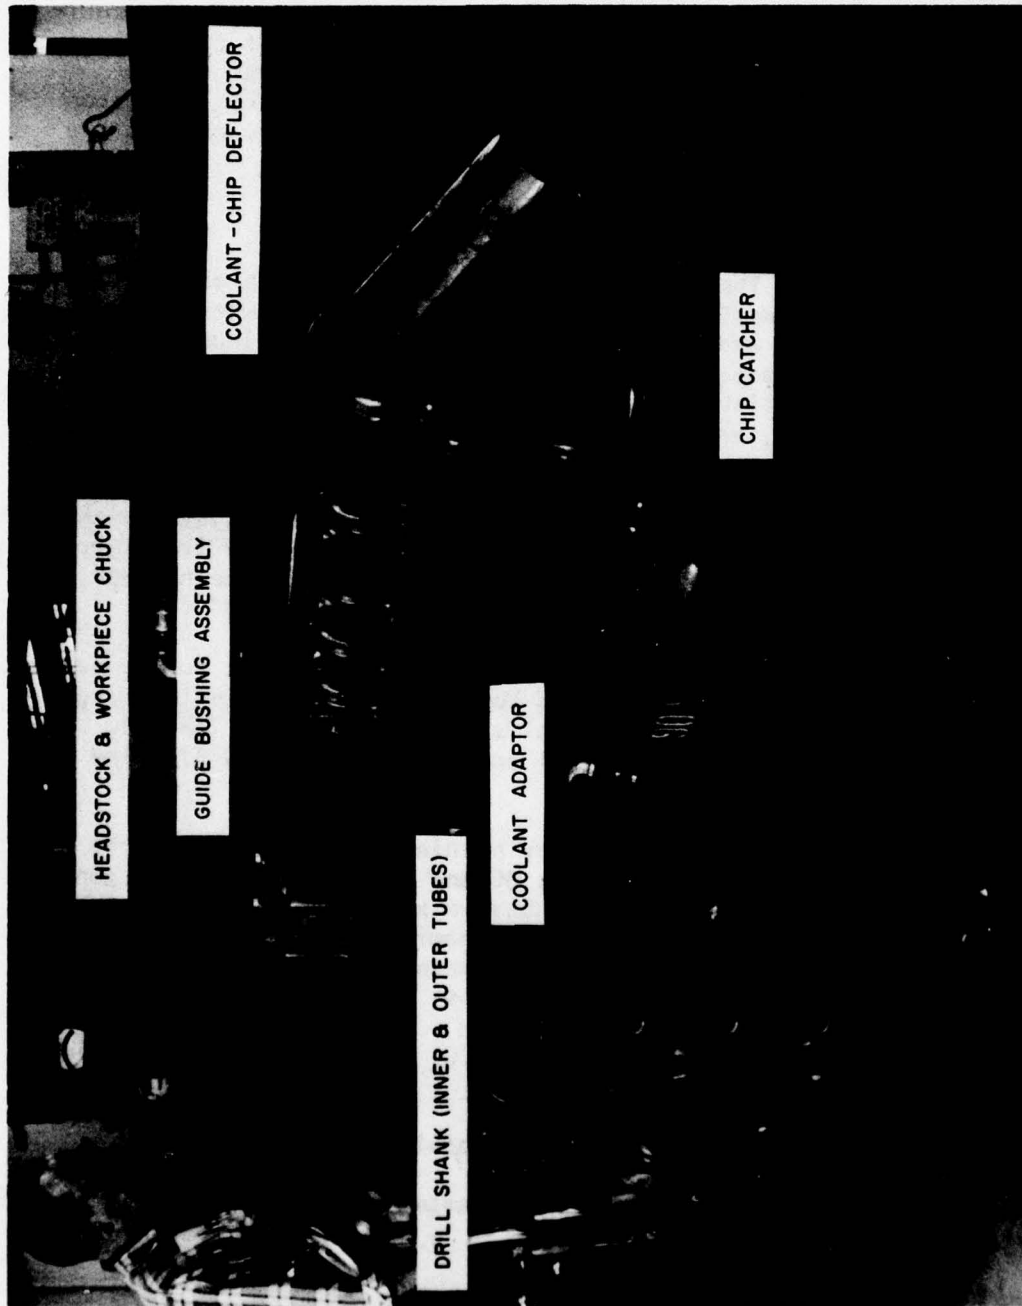 HEADSTOCK & WORKPIECE CHUCK
GUIDE BUSHING ASSEMBLY
COOLANT-CHIP DEFLECTOR
DRILL SHANK (INNER & OUTER TUBES)
COOLANT ADAPTOR
CHIP CATCHER